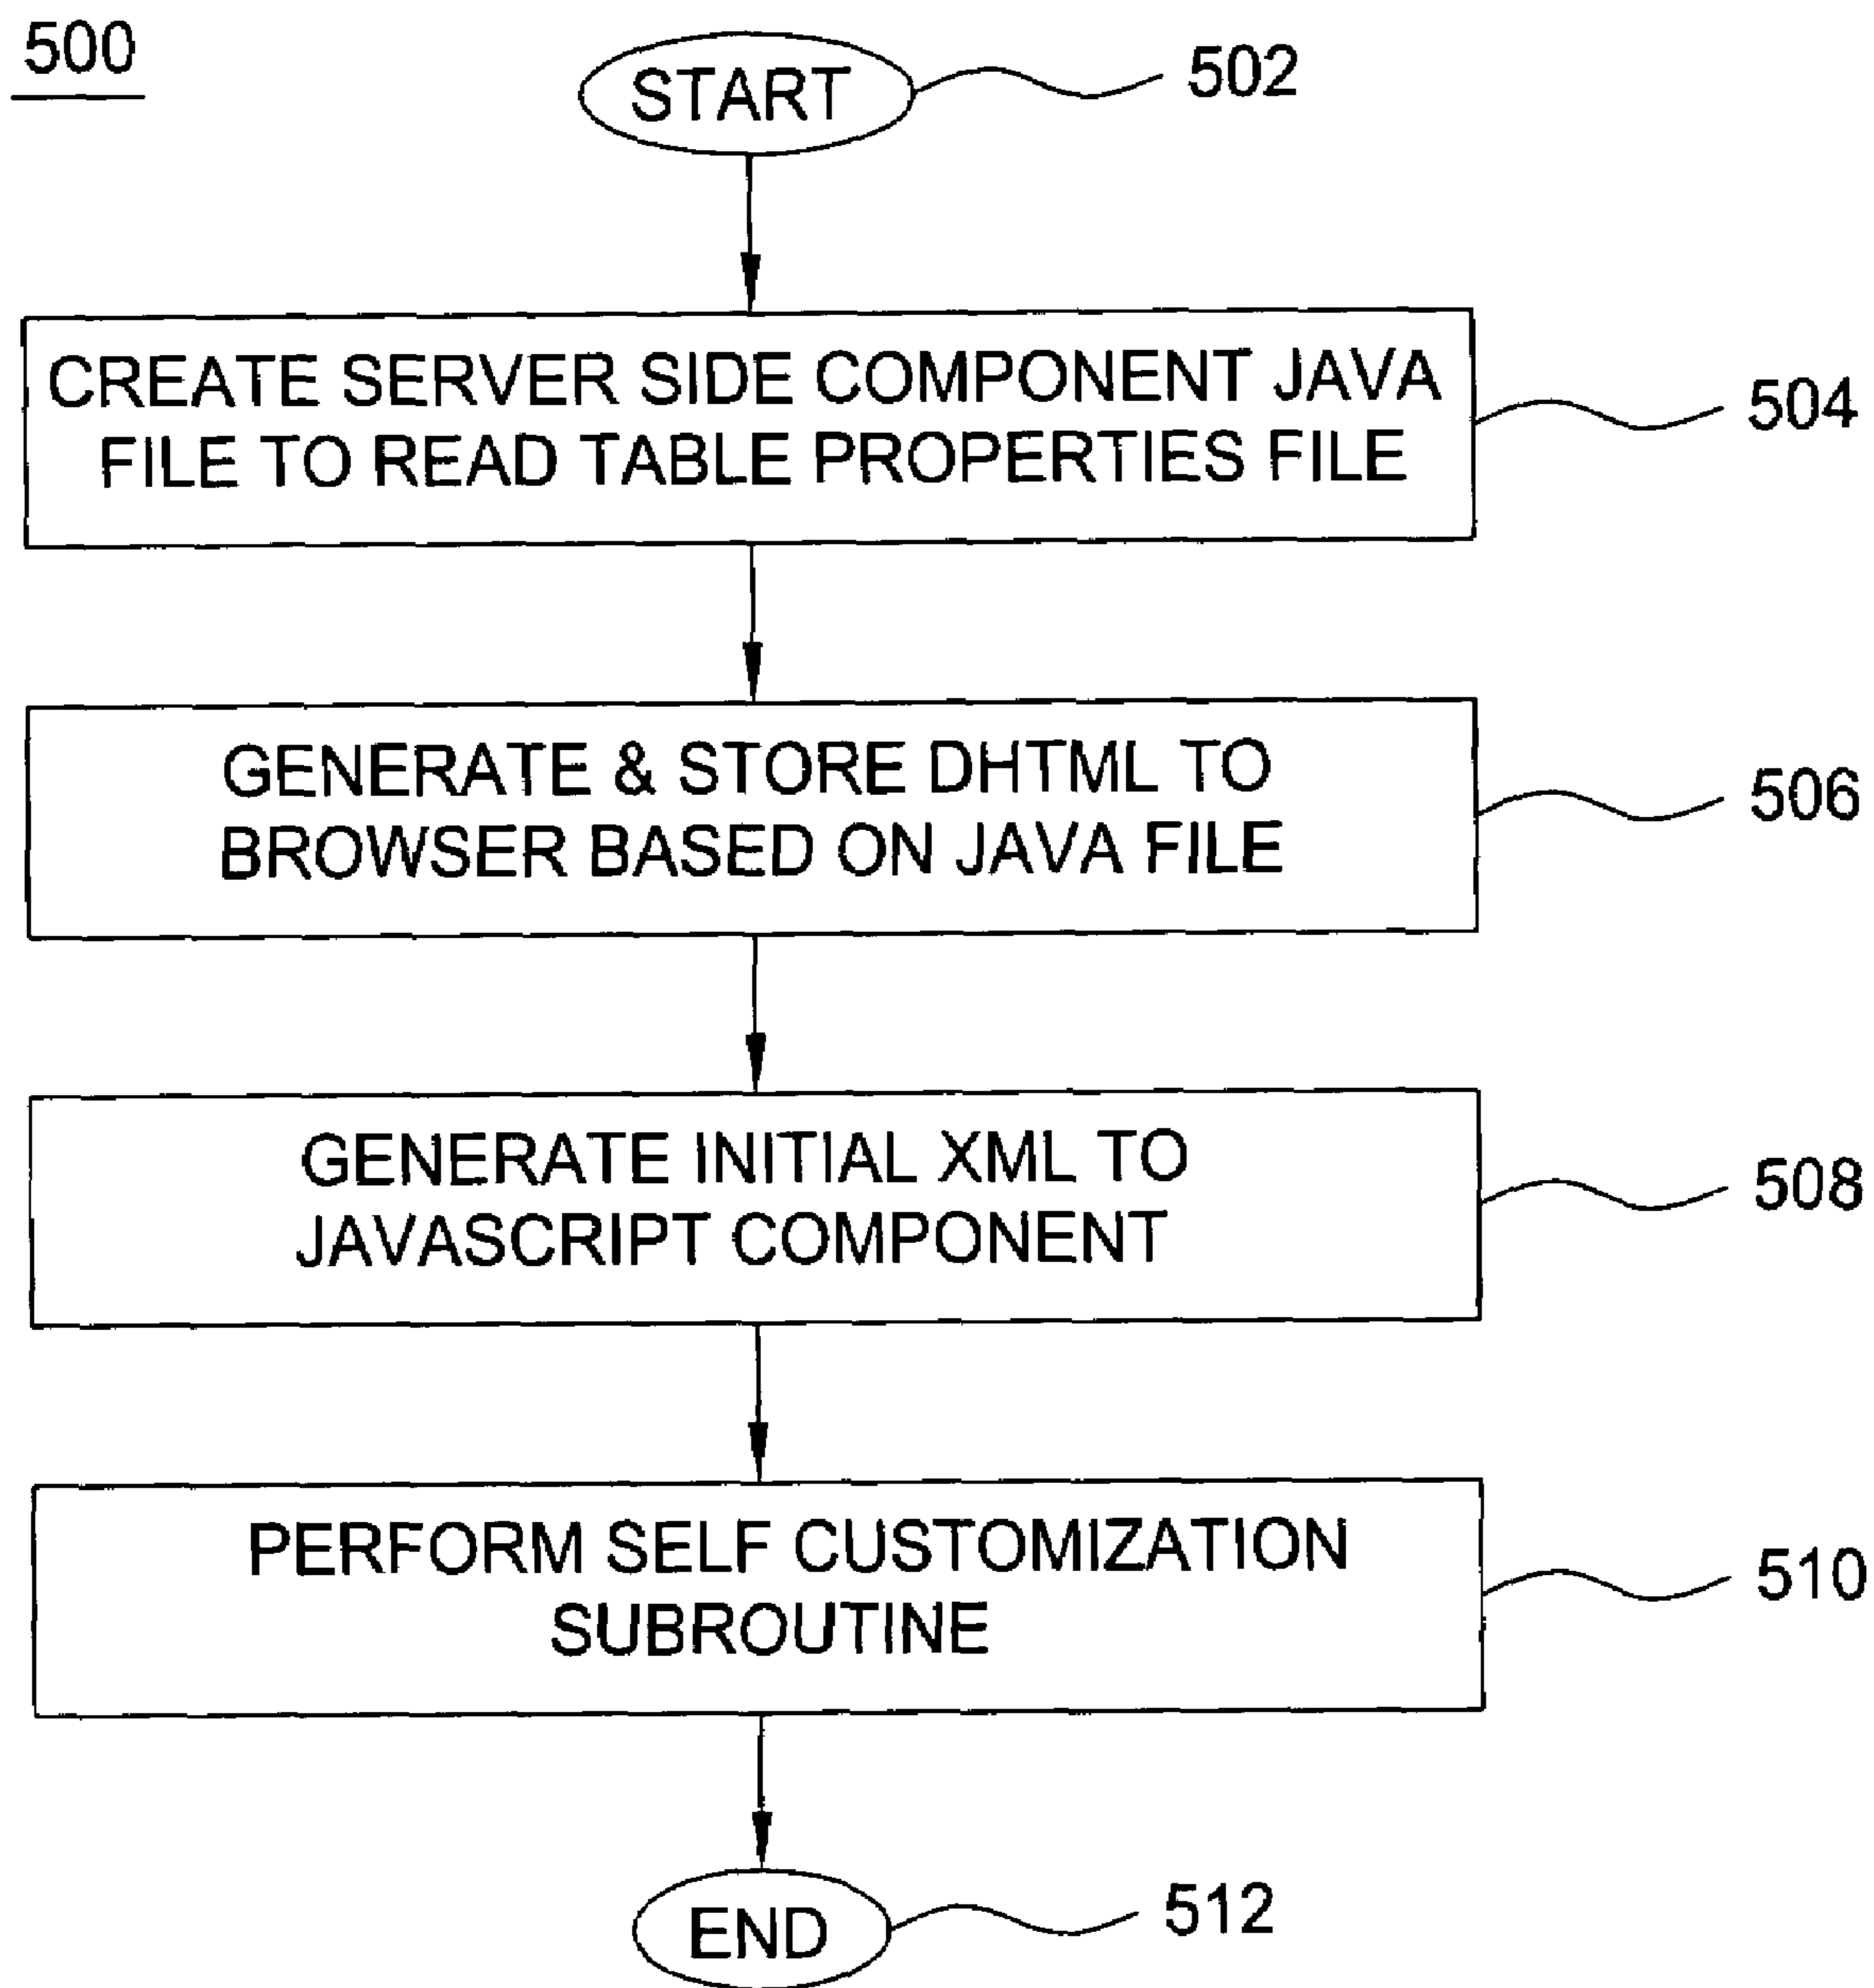 500
START
502
CREATE SERVER SIDE COMPONENT JAVA
FILE TO READ TABLE PROPERTIES FILE
504
GENERATE & STORE DHTML TO
BROWSER BASED ON JAVA FILE
506
GENERATE INITIAL XML TO
JAVASCRIPT COMPONENT
508
PERFORM SELF CUSTOMIZATION
SUBROUTINE
510
END
512